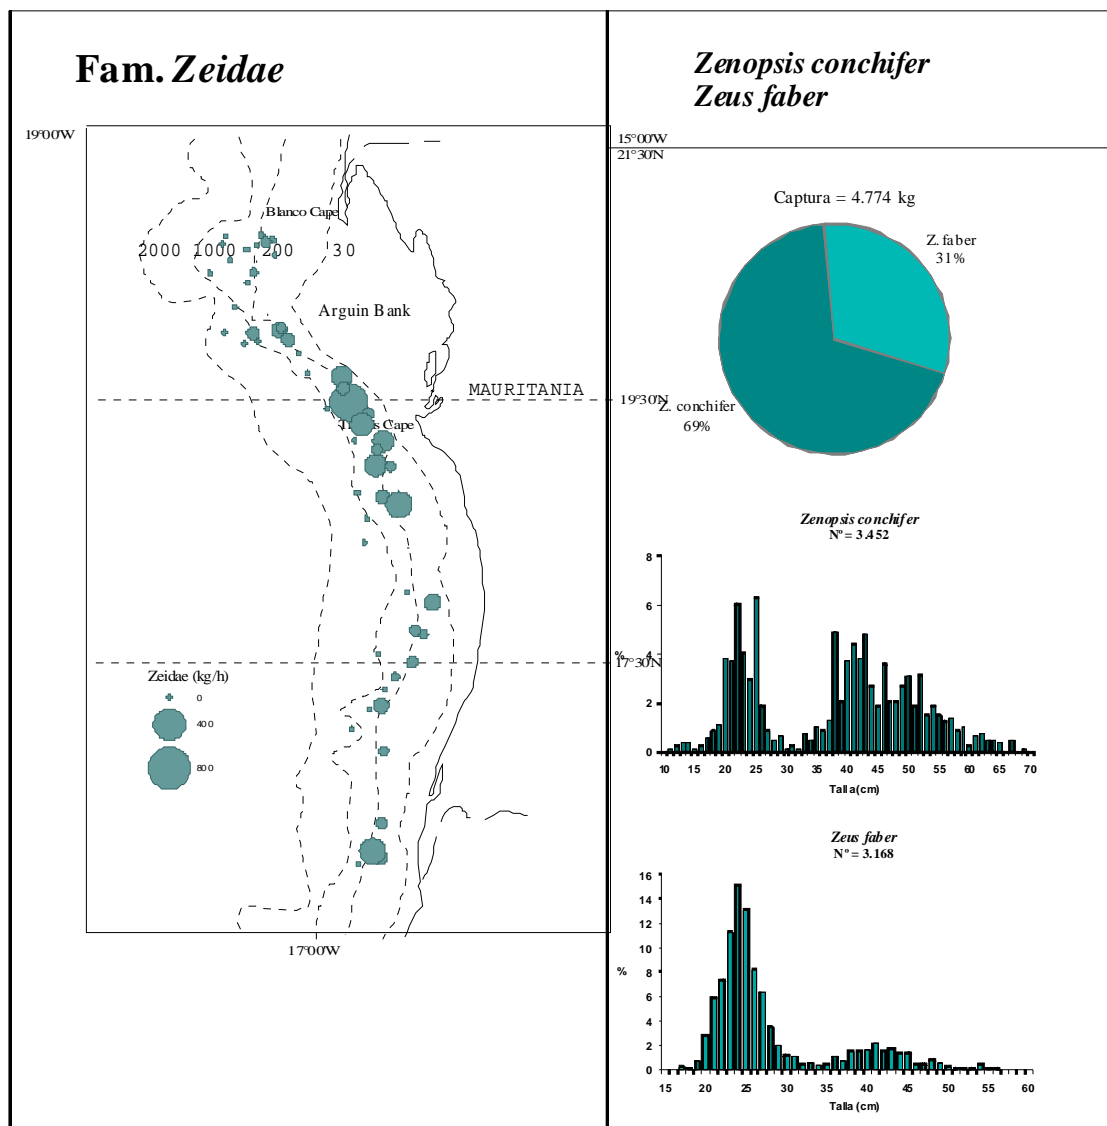 Fam. Zeidae
19°00'W
Blanco Cape
2000 1000 200 30
Arguin Bank
MAURITANIA
Cape
Zeidae (kg/h)
0
400
800
17°00'W
Zenopsis conchifer
Zeus faber
15°00'W
21°30'N
Captura = 4.774 kg
Z. faber
31%
19°30'N
Z. conchifer
69%
17°30'N
Zenopsis conchifer
Nº = 3.452
8
6
4
2
0
%
10 15 20 25 30 35 40 45 50 55 60 65 70
Talla (cm)
Zeus faber
Nº = 3.168
16
14
12
10
8
6
4
2
0
%
15 20 25 30 35 40 45 50 55 60
Talla (cm)